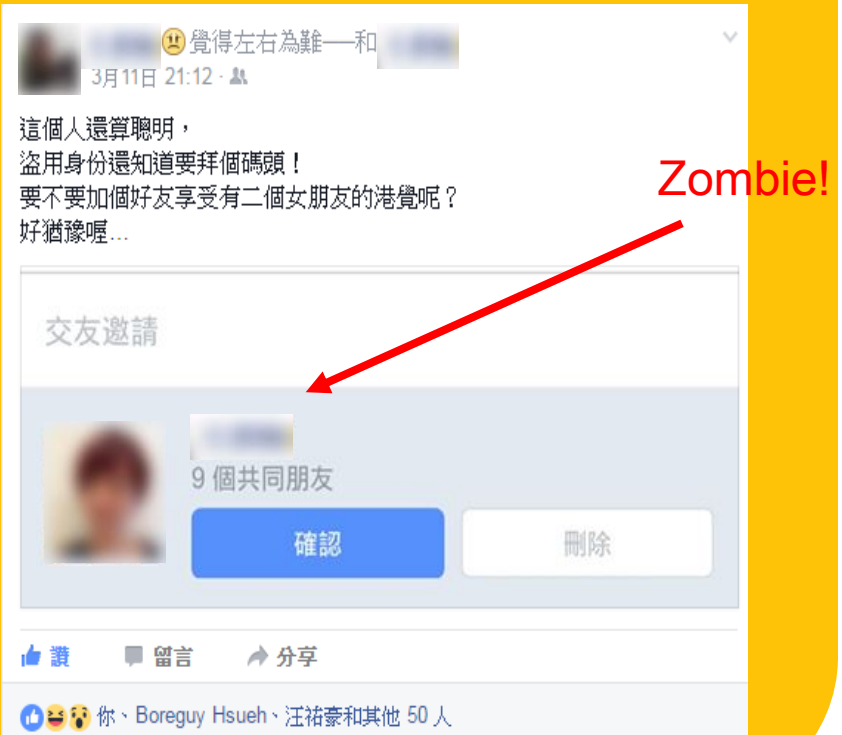 覺得左右為難──和
3月11日 21:12 ·
這個人還算聰明，
盜用身份還知道要拜個碼頭！
要不要加個好友享受有二個女朋友的港覺呢？
好猶豫喔…
Zombie!
交友邀請
9 個共同朋友
確認 刪除
讚 留言 分享
你、Boreguy Hsueh、汪祐豪和其他 50 人